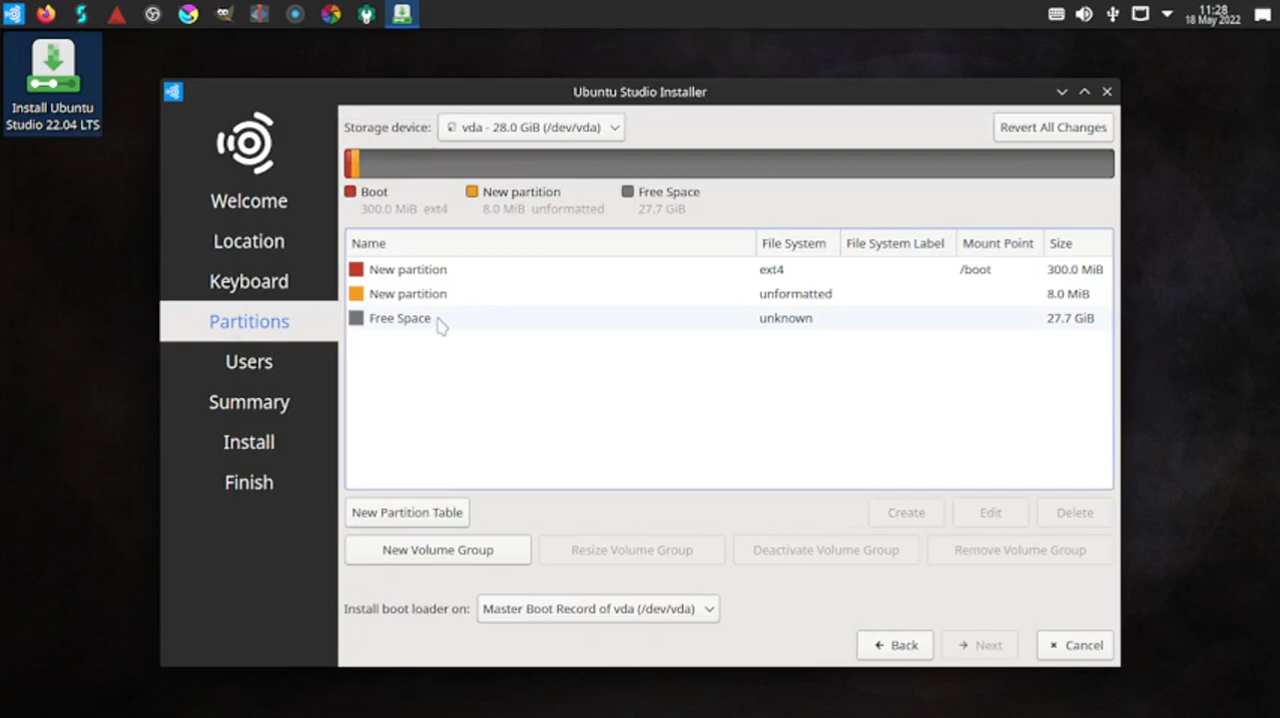 11:28
18 May 2022
Install Ubuntu
Studio 22.04 LTS
Ubuntu Studio Installer
Welcome
Location
Keyboard
Partitions
Users
Summary
Install
Finish
Storage device: vda - 28.0 GiB (/dev/vda) Revert All Changes
Boot New partition Free Space
300.0 MiB ext4 8.0 MiB unformatted 27.7 GiB
Name File System File System Label Mount Point Size
New partition ext4 /boot 300.0 MiB
New partition unformatted 8.0 MiB
Free Space unknown 27.7 GiB
New Partition Table Create Edit Delete
New Volume Group Resize Volume Group Deactivate Volume Group Remove Volume Group
Install boot loader on: Master Boot Record of vda (/dev/vda)
Back Next Cancel